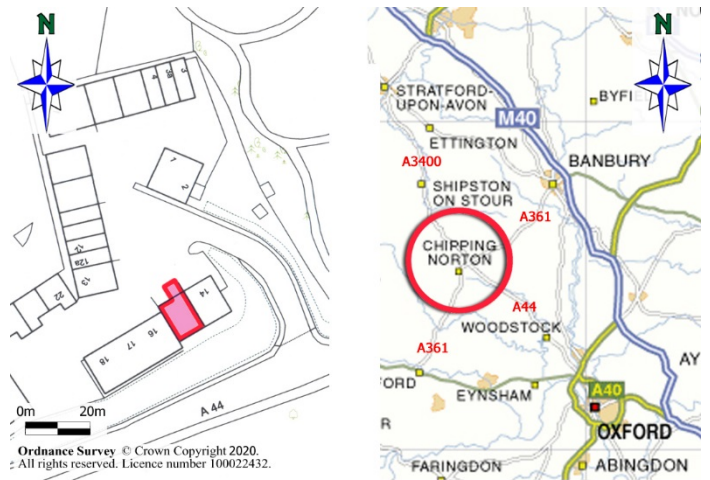 N
3
3a
4
1
2
12
12a
13
22
14
16
17
18
0m 20m
A 44
Ordnance Survey © Crown Copyright 2020.
All rights reserved. Licence number 100022432.
N
STRATFORD-
UPON-AVON
BYFI
M40
ETTINGTON
BANBURY
A3400
SHIPSTON
ON STOUR
A361
CHIPPING
NORTON
A44
WOODSTOCK
A361
AY
FORD
EYNSHAM
A40
R
OXFORD
FARINGDON
ABINGDON